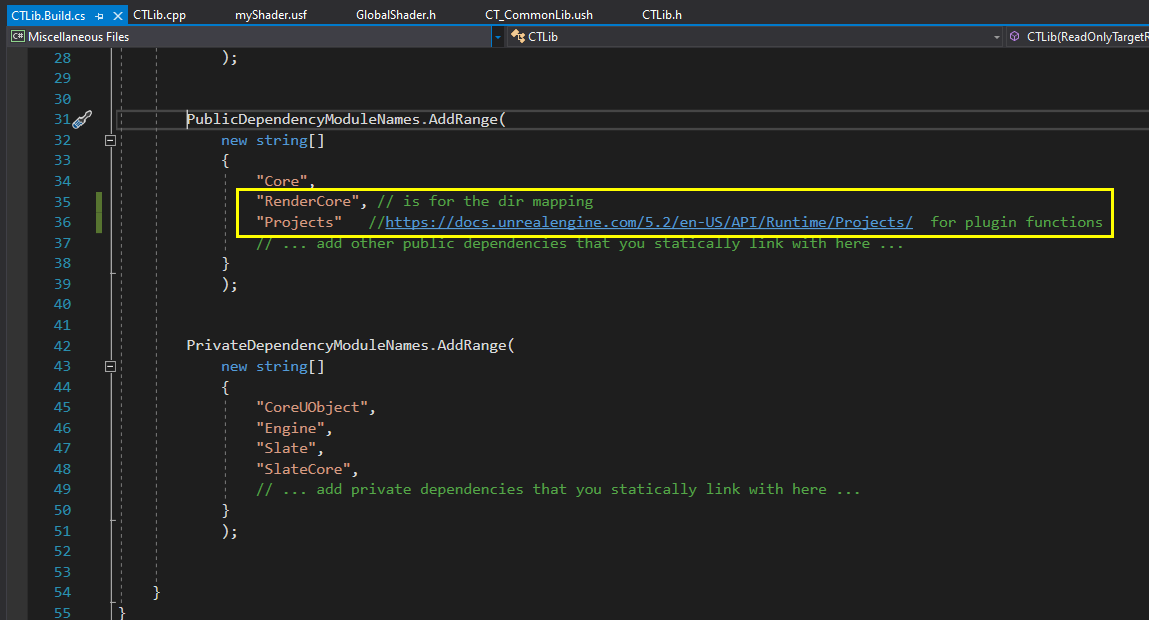 CTLib.Build.cs CTLib.cpp myShader.usf GlobalShader.h CT_CommonLib.ush CTLib.h
C# Miscellaneous Files CTLib CTLib(ReadOnlyTargetR
28 );
29
30
31 PublicDependencyModuleNames.AddRange(
32 new string[]
33 {
34 "Core",
35 "RenderCore", // is for the dir mapping
36 "Projects" //https://docs.unrealengine.com/5.2/en-US/API/Runtime/Projects/ for plugin functions
37 // ... add other public dependencies that you statically link with here ...
38 }
39 );
40
41
42 PrivateDependencyModuleNames.AddRange(
43 new string[]
44 {
45 "CoreUObject",
46 "Engine",
47 "Slate",
48 "SlateCore",
49 // ... add private dependencies that you statically link with here ...
50 }
51 );
52
53
54 }
55 }